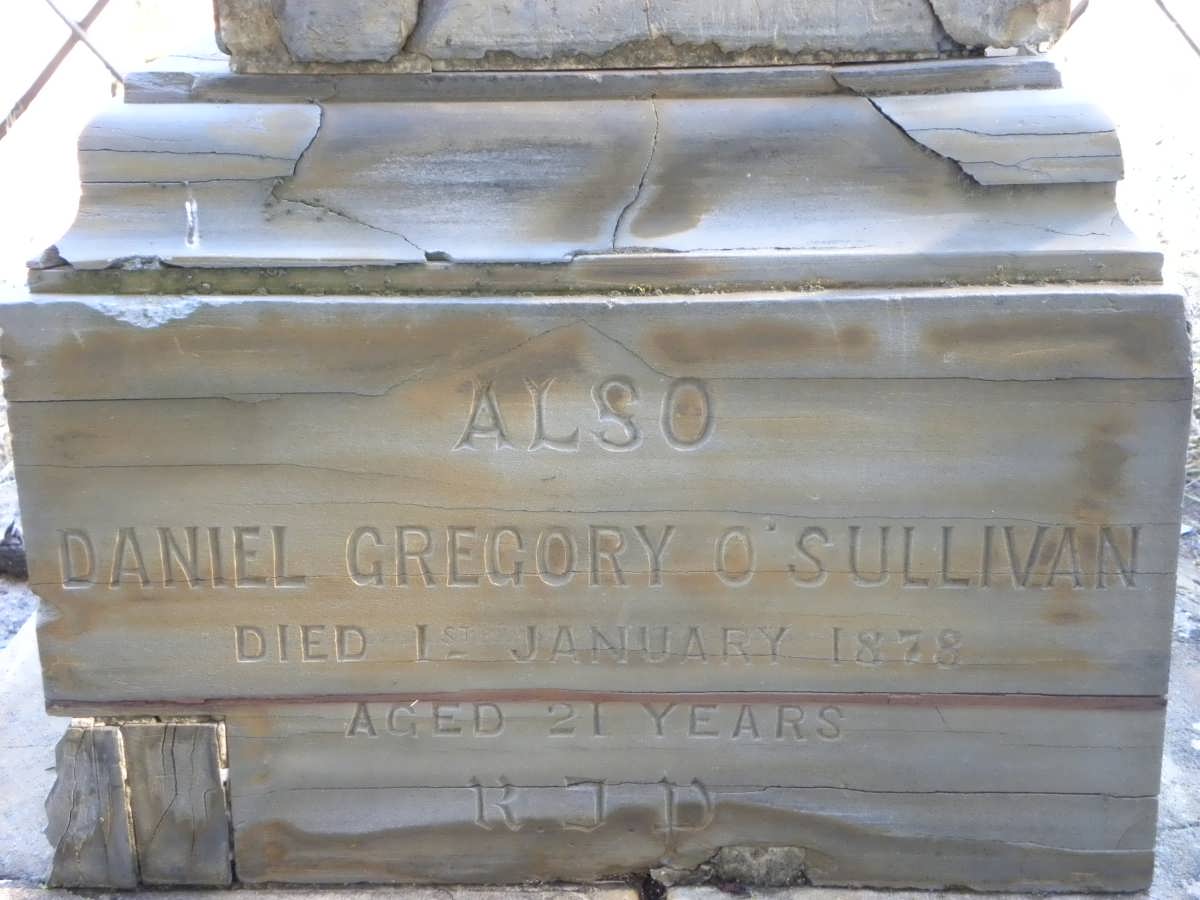 ALSO
DANIEL GREGORY O'SULLIVAN
DIED 1ST JANUARY 1878
AGED 21 YEARS
R I P